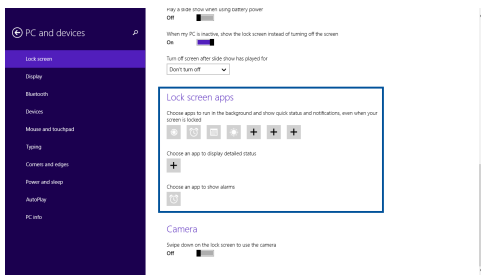 Play a slide show when using battery power
Off
PC and devices
When my PC is inactive, show the lock screen instead of turning off the screen
On
Lock screen
Display
Bluetooth
Devices
Mouse and touchpad
Typing
Corners and edges
Power and sleep
AutoPlay
PC info
Turn off screen after slide show has played for
Don't turn off
Lock screen apps
Choose apps to run in the background and show quick status and notifications, even when your
screen is locked
Choose an app to display detailed status
Choose an app to show alarms
Camera
Swipe down on the lock screen to use the camera
Off